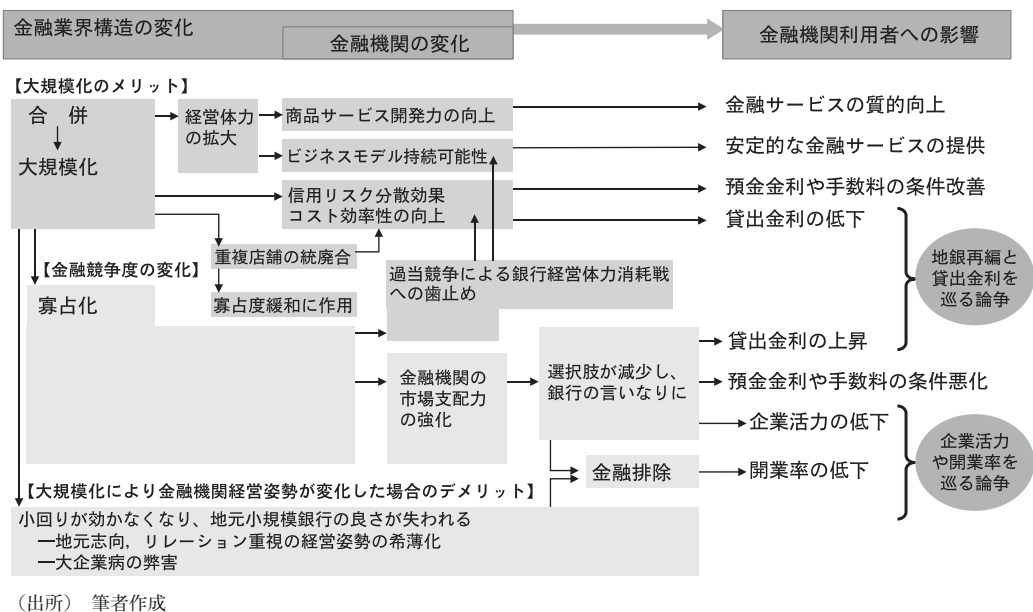 金融業界構造の変化
金融機関の変化
金融機関利用者への影響
【大規模化のメリット】
合　併
大規模化
経営体力
の拡大
商品サービス開発力の向上
ビジネスモデル持続可能性
信用リスク分散効果
コスト効率性の向上
金融サービスの質的向上
安定的な金融サービスの提供
預金金利や手数料の条件改善
貸出金利の低下
重複店舗の統廃合
【金融競争度の変化】
寡占化
寡占度緩和に作用
過当競争による銀行経営体力消耗戦
への歯止め
地銀再編と
貸出金利を
巡る論争
金融機関の
市場支配力
の強化
選択肢が減少し、
銀行の言いなりに
貸出金利の上昇
預金金利や手数料の条件悪化
企業活力の低下
金融排除
開業率の低下
企業活力
や開業率を
巡る論争
【大規模化により金融機関経営姿勢が変化した場合のデメリット】
小回りが効かなくなり、地元小規模銀行の良さが失われる
―地元志向，リレーション重視の経営姿勢の希薄化
―大企業病の弊害
（出所）　筆者作成